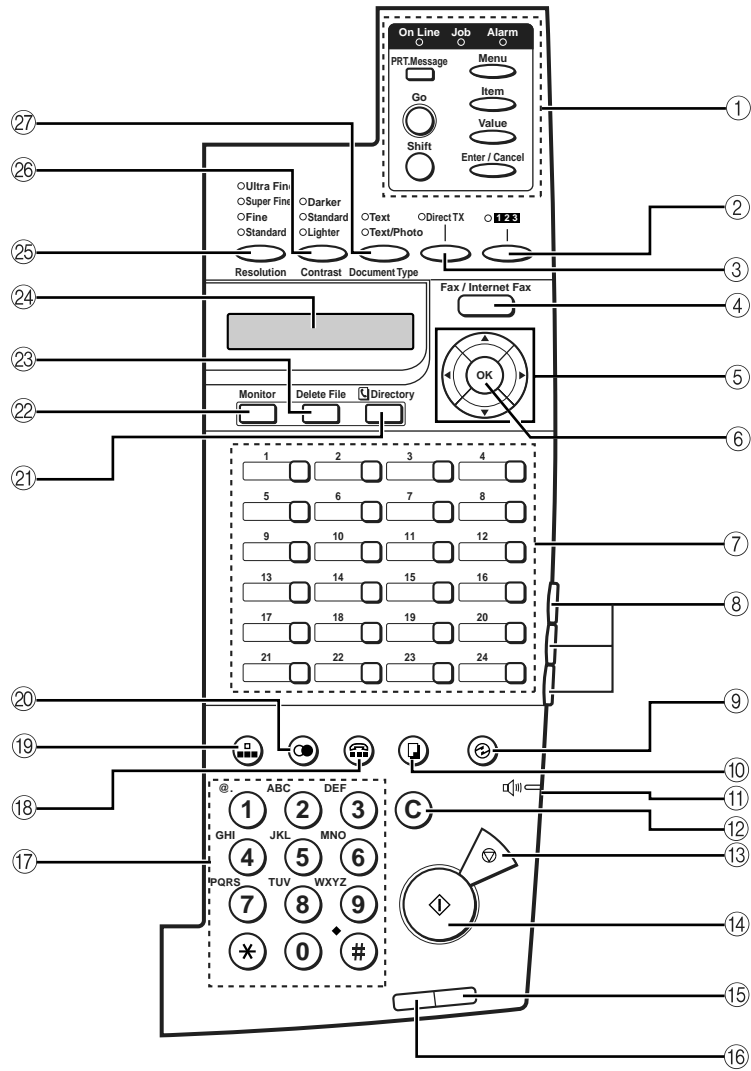 On Line Job Alarm
PRT.Message
Menu
Item
Go
Value
Shift
Enter / Cancel
①
②
③
④
⑤
⑥
⑦
⑧
⑨
⑩
⑪
⑫
⑬
⑭
⑮
⑯
⑰
⑱
⑲
⑳
㉑
㉒
㉓
㉔
㉕
㉖
㉗
Ultra Fine
Super Fine
Fine
Standard
Resolution
Darker
Standard
Lighter
Contrast
Text
Text/Photo
Document Type
Direct TX
1 2 3
Fax / Internet Fax
OK
Monitor Delete File Directory
1 2 3 4
5 6 7 8
9 10 11 12
13 14 15 16
17 18 19 20
21 22 23 24
@. ABC DEF
1 2 3 C
GHI JKL MNO
4 5 6
PQRS TUV WXYZ
7 8 9
* 0 #